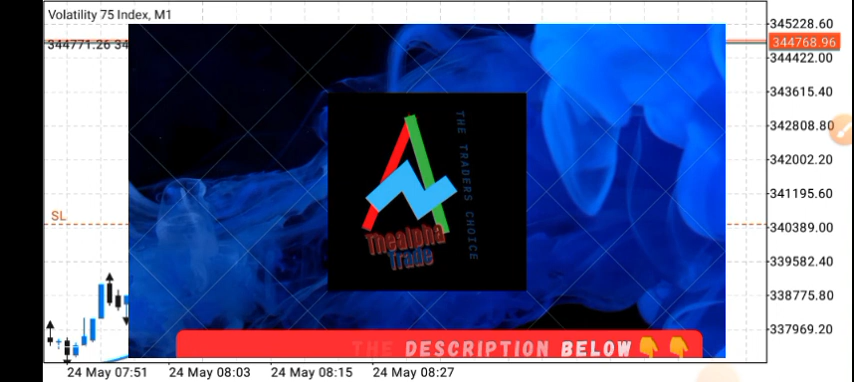 Volatility 75 Index, M1
344771.26 34
345228.60
344768.96
344422.00
343615.40
342808.80
342002.20
341195.60
340389.00
339582.40
338775.80
337969.20
SL
THE TRADERS CHOICE
Thealpha
Trade
THE DESCRIPTION BELOW👇👇
24 May 07:51 24 May 08:03 24 May 08:15 24 May 08:27